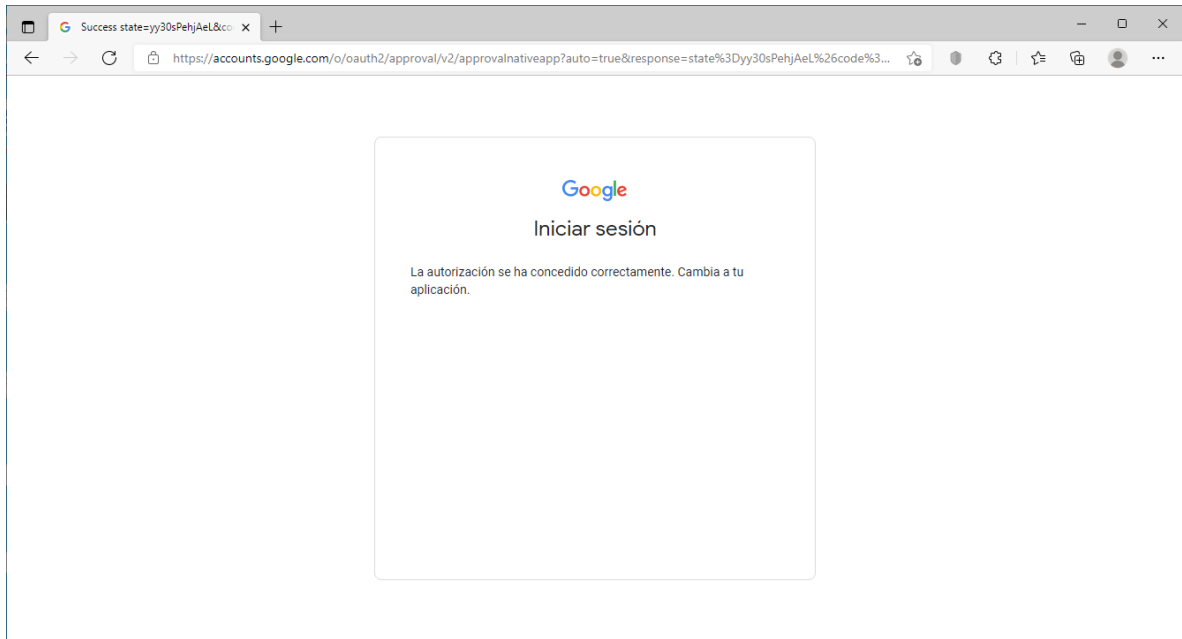 Success state=yy30sPehjAeL&co
https://accounts.google.com/o/oauth2/approval/v2/approvalnativeapp?auto=true&response=state%3Dyy30sPehjAeL%26code%3...
Google
Iniciar sesión
La autorización se ha concedido correctamente. Cambia a tu
aplicación.